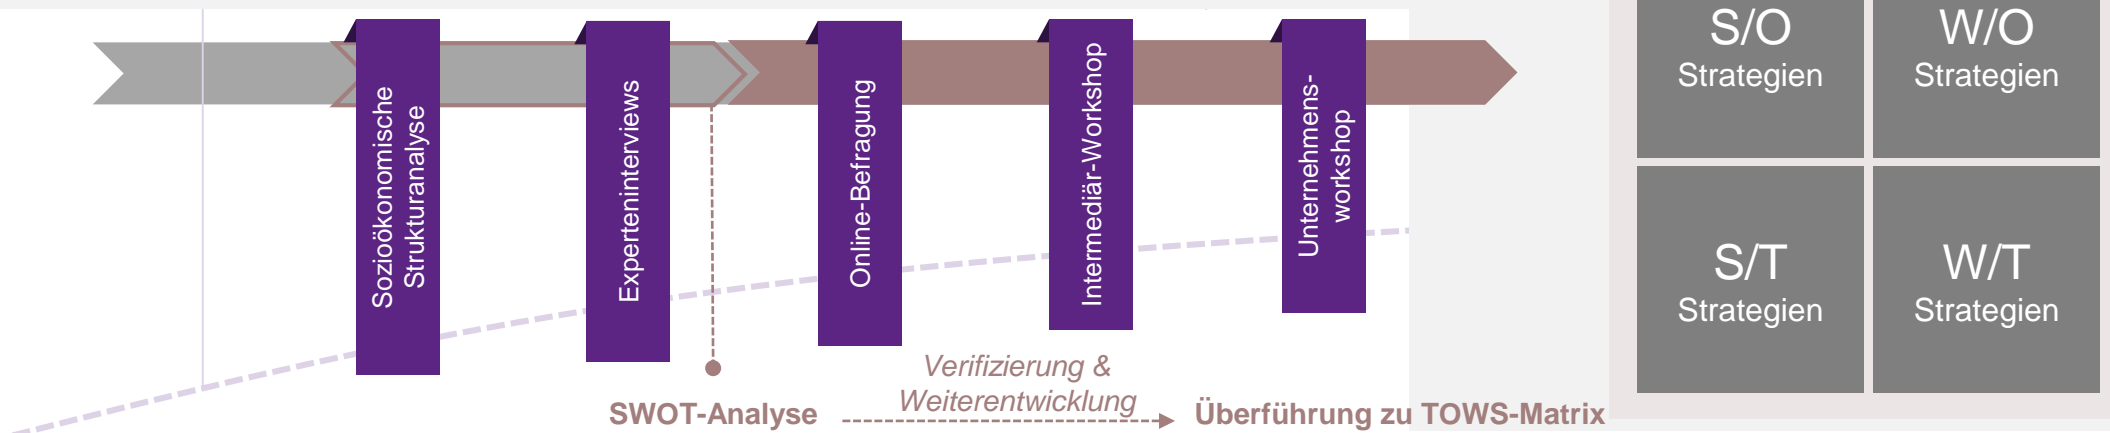 Sozioökonomische
Strukturanalyse
Experteninterviews
Online-Befragung
Intermediär-Workshop
Unternehmens-
workshop
SWOT-Analyse
Verifizierung &
Weiterentwicklung
Überführung zu TOWS-Matrix
S/O
Strategien
W/O
Strategien
S/T
Strategien
W/T
Strategien